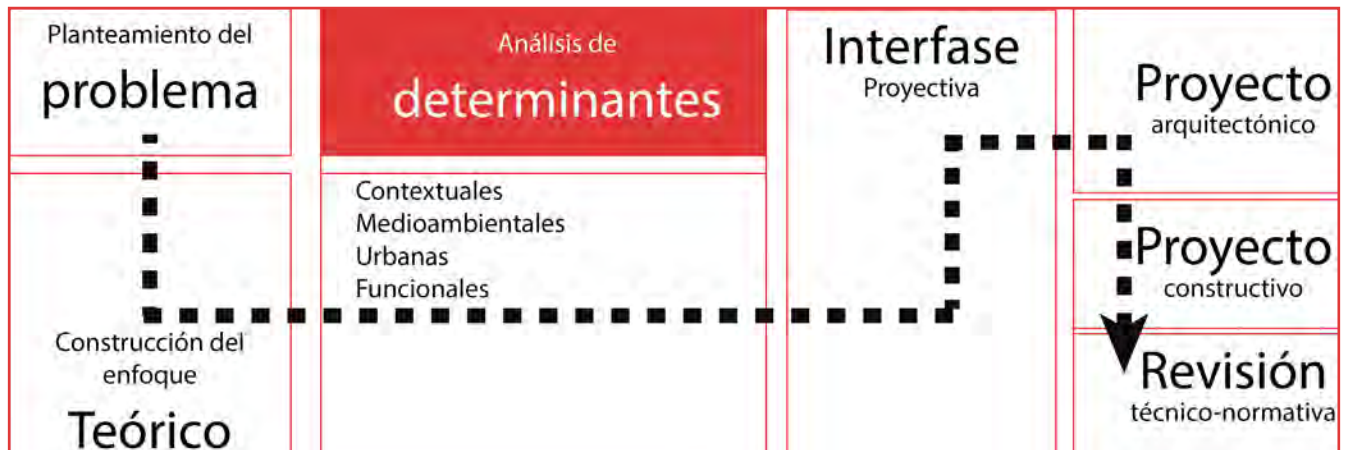 Planteamiento del
problema
Construcción del
enfoque
Teórico
Análisis de
determinantes
Contextuales
Medioambientales
Urbanas
Funcionales
Interfase
Proyectiva
Proyecto
arquitectónico
Proyecto
constructivo
Revisión
técnico-normativa